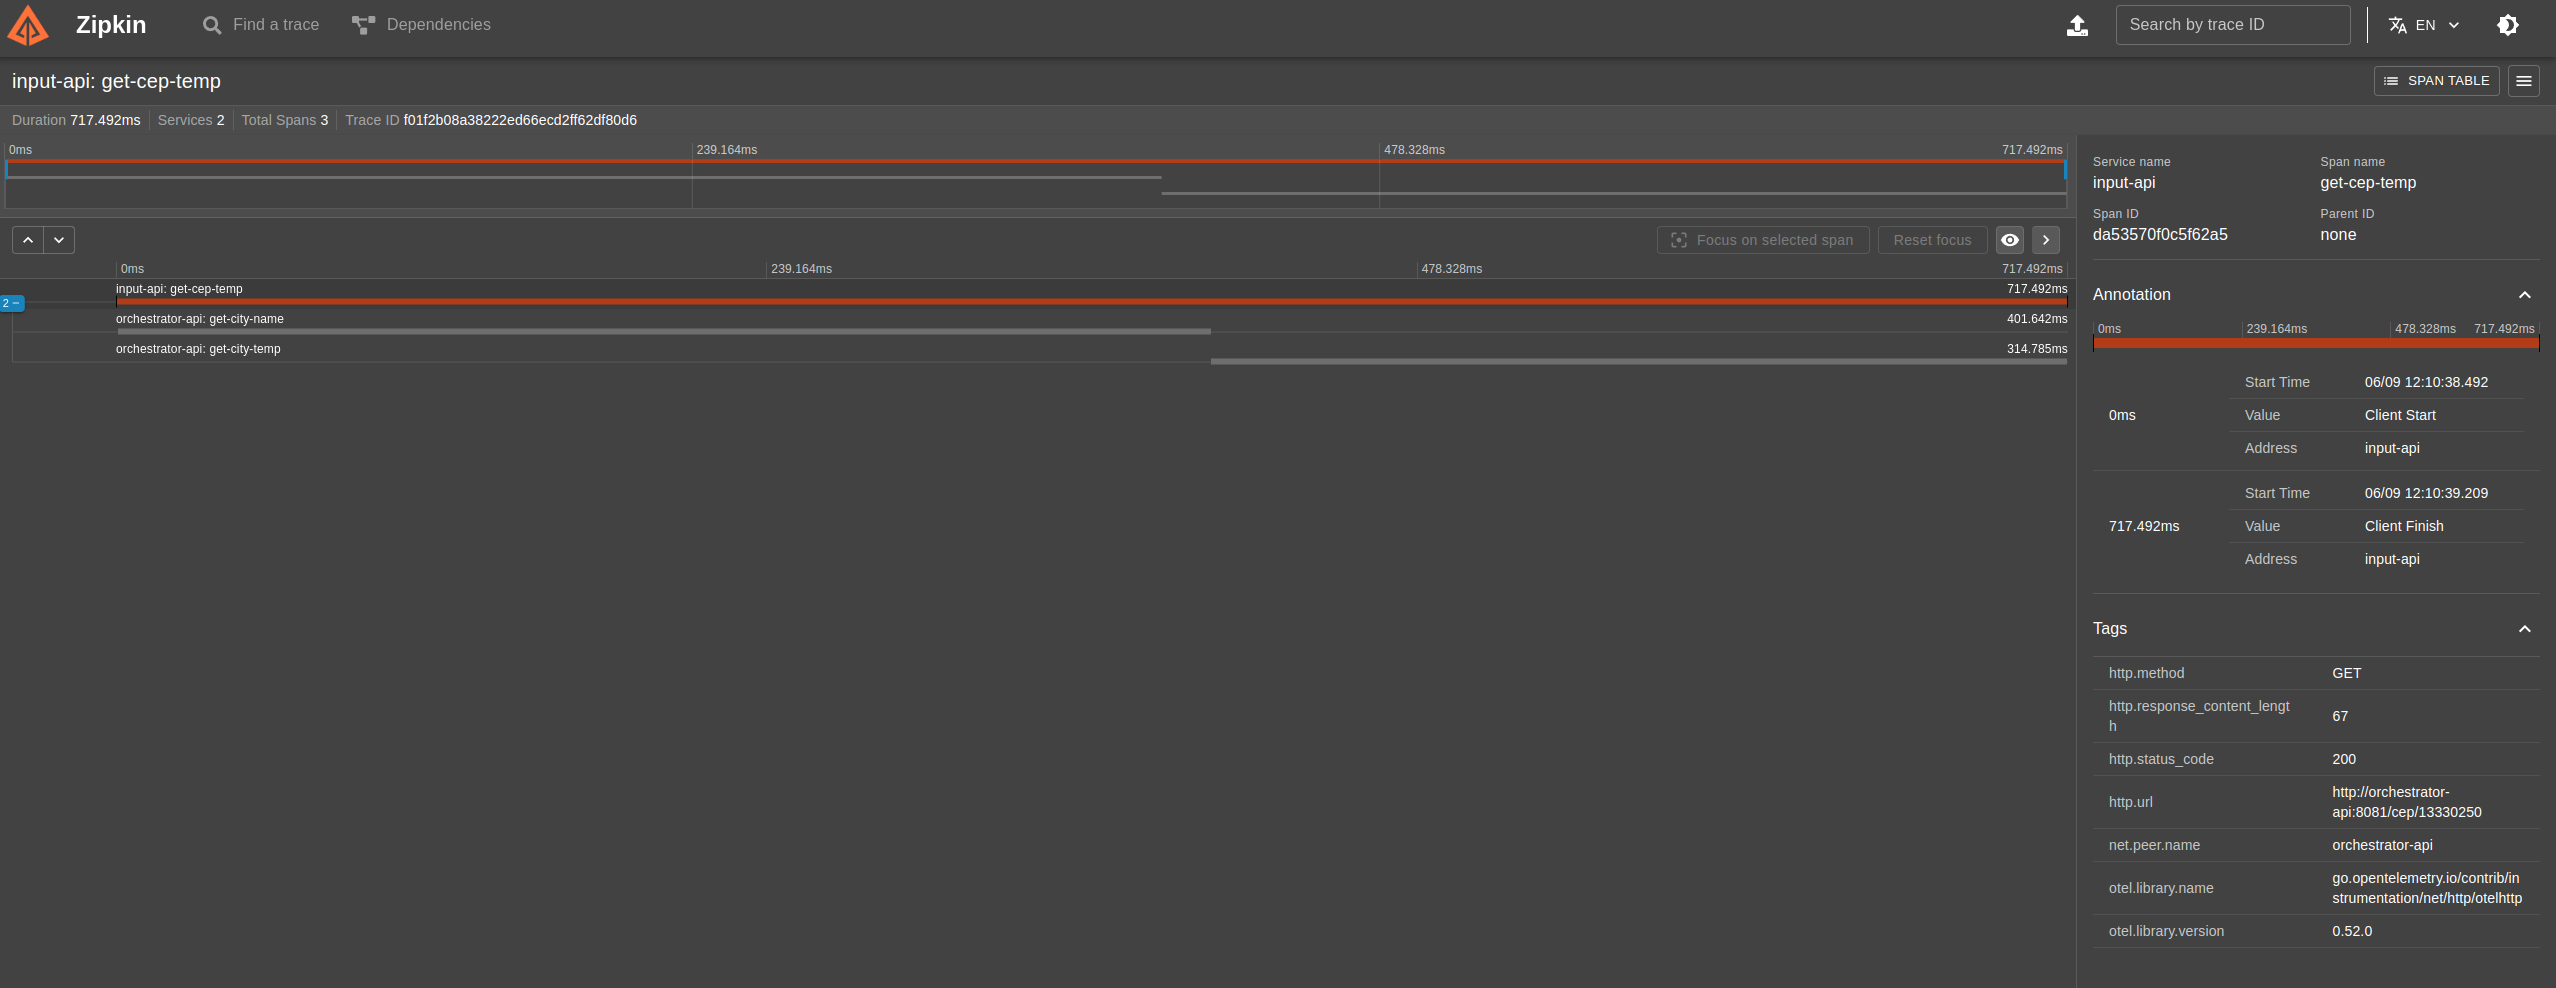 Zipkin
Find a trace
Dependencies
Search by trace ID
EN
input-api: get-cep-temp
SPAN TABLE
Duration 717.492ms Services 2 Total Spans 3 Trace ID f01f2b08a38222ed66ecd2ff62df80d6
0ms 239.164ms 478.328ms 717.492ms
Focus on selected span
Reset focus
0ms 239.164ms 478.328ms 717.492ms
input-api: get-cep-temp 717.492ms
2 −
orchestrator-api: get-city-name 401.642ms
orchestrator-api: get-city-temp 314.785ms
Service name Span name
input-api get-cep-temp
Span ID Parent ID
da53570f0c5f62a5 none
Annotation
0ms 239.164ms 478.328ms 717.492ms
Start Time 06/09 12:10:38.492
0ms Value Client Start
Address input-api
Start Time 06/09 12:10:39.209
717.492ms Value Client Finish
Address input-api
Tags
http.method GET
http.response_content_lengt
h
67
http.status_code 200
http.url
http://orchestrator-
api:8081/cep/13330250
net.peer.name orchestrator-api
otel.library.name
go.opentelemetry.io/contrib/in
strumentation/net/http/otelhttp
otel.library.version 0.52.0